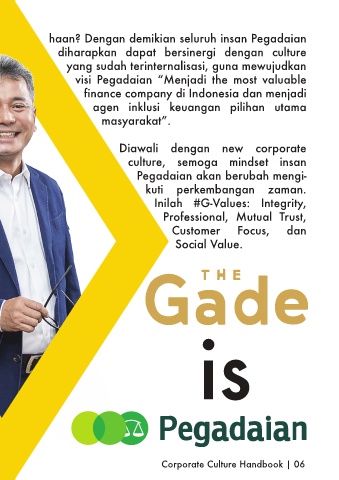 haan? Dengan demikian seluruh insan Pegadaian
diharapkan dapat bersinergi dengan culture
yang sudah terinternalisasi, guna mewujudkan
visi Pegadaian “Menjadi the most valuable
finance company di Indonesia dan menjadi
agen inklusi keuangan pilihan utama
masyarakat”.
Diawali dengan new corporate
culture, semoga mindset insan
Pegadaian akan berubah mengi-
kuti perkembangan zaman.
Inilah #G-Values: Integrity,
Professional, Mutual Trust,
Customer Focus, dan
Social Value.
THE
Gade
is
Pegadaian
Corporate Culture Handbook | 06